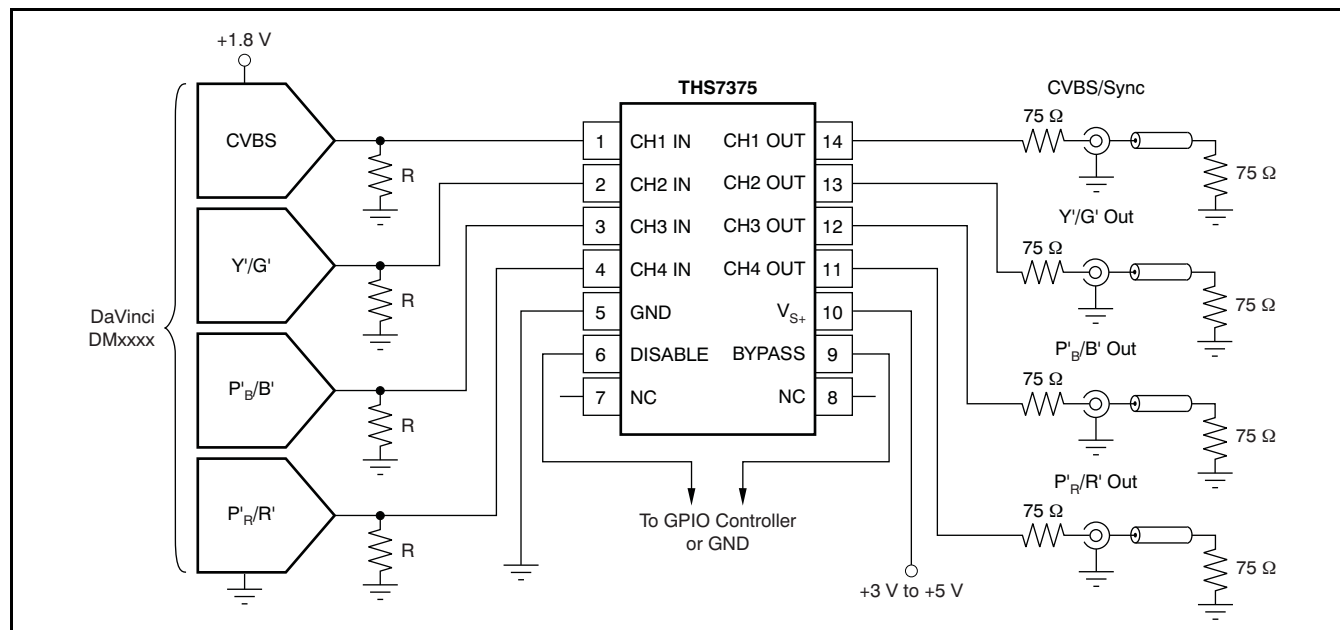 +1.8 V
CVBS
R
Y'/G'
R
P'B/B'
R
P'R/R'
R
DaVinci
DMxxxx
THS7375
1 CH1 IN CH1 OUT 14
2 CH2 IN CH2 OUT 13
3 CH3 IN CH3 OUT 12
4 CH4 IN CH4 OUT 11
5 GND VS+ 10
6 DISABLE BYPASS 9
7 NC NC 8
To GPIO Controller
or GND
+3 V to +5 V
CVBS/Sync
75 Ω
75 Ω
Y'/G' Out
75 Ω
75 Ω
P'B/B' Out
75 Ω
75 Ω
P'R/R' Out
75 Ω
75 Ω